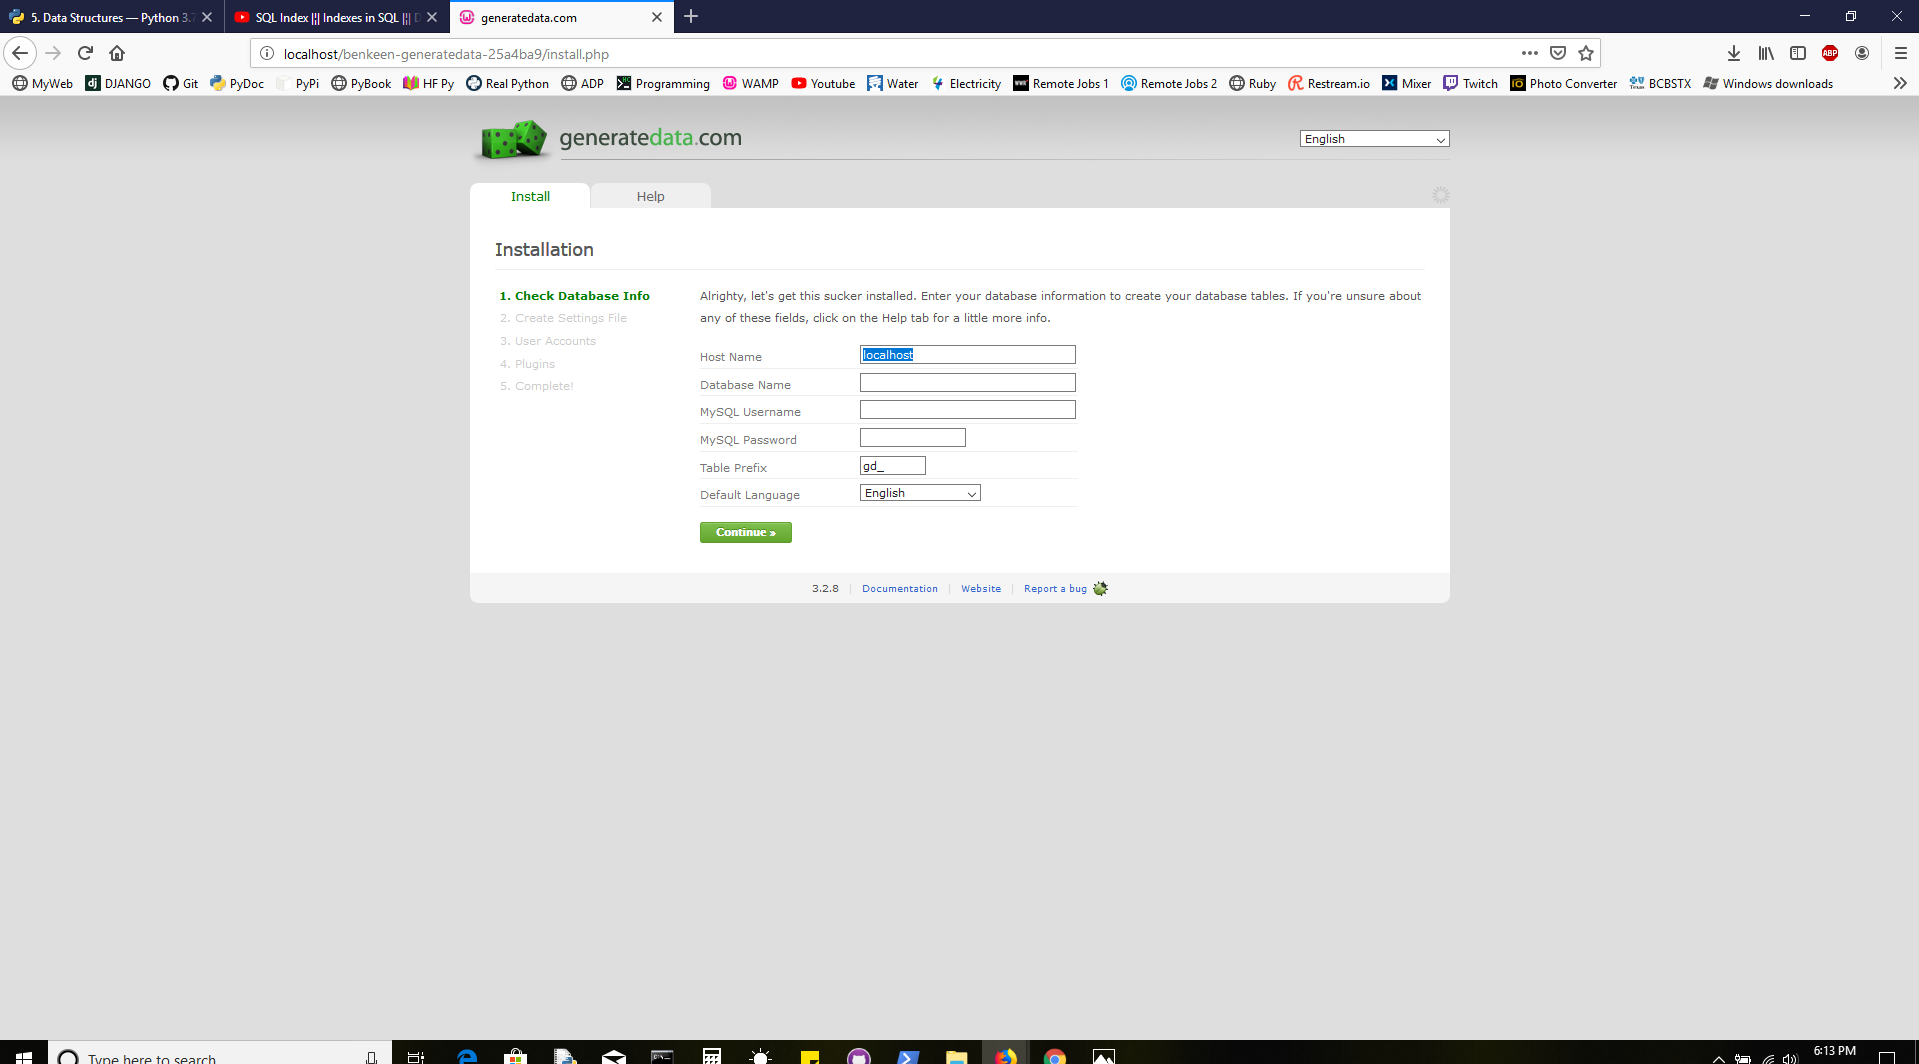 5. Data Structures — Python 3.7
SQL Index ||| Indexes in SQL ||| D
generatedata.com
localhost/benkeen-generatedata-25a4ba9/install.php
ABP
MyWeb DJANGO Git PyDoc PyPi PyBook HF Py Real Python ADP Programming WAMP Youtube Water Electricity Remote Jobs 1 Remote Jobs 2 Ruby Restream.io Mixer Twitch Photo Converter BCBSTX Windows downloads
generatedata.com
English
Install
Help
Installation
1. Check Database Info
2. Create Settings File
3. User Accounts
4. Plugins
5. Complete!
Alrighty, let's get this sucker installed. Enter your database information to create your database tables. If you're unsure about
any of these fields, click on the Help tab for a little more info.
Host Name localhost
Database Name
MySQL Username
MySQL Password
Table Prefix gd_
Default Language English
Continue »
3.2.8 | Documentation | Website | Report a bug
Type here to search
6:13 PM